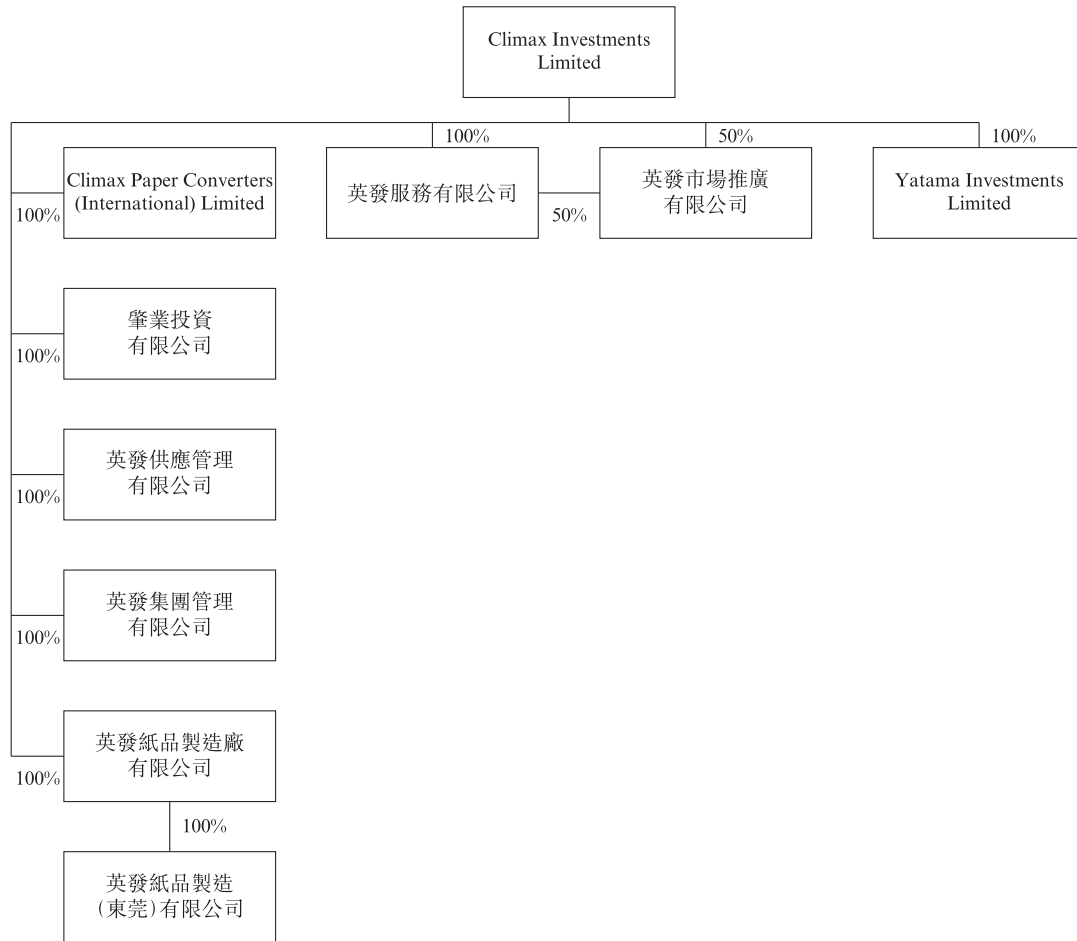 Climax Investments
Limited
100%
50%
100%
Climax Paper Converters
(International) Limited
英發服務有限公司
英發市場推廣
有限公司
Yatama Investments
Limited
100%
50%
肇業投資
有限公司
100%
英發供應管理
有限公司
100%
英發集團管理
有限公司
100%
英發紙品製造廠
有限公司
100%
100%
英發紙品製造
(東莞)有限公司